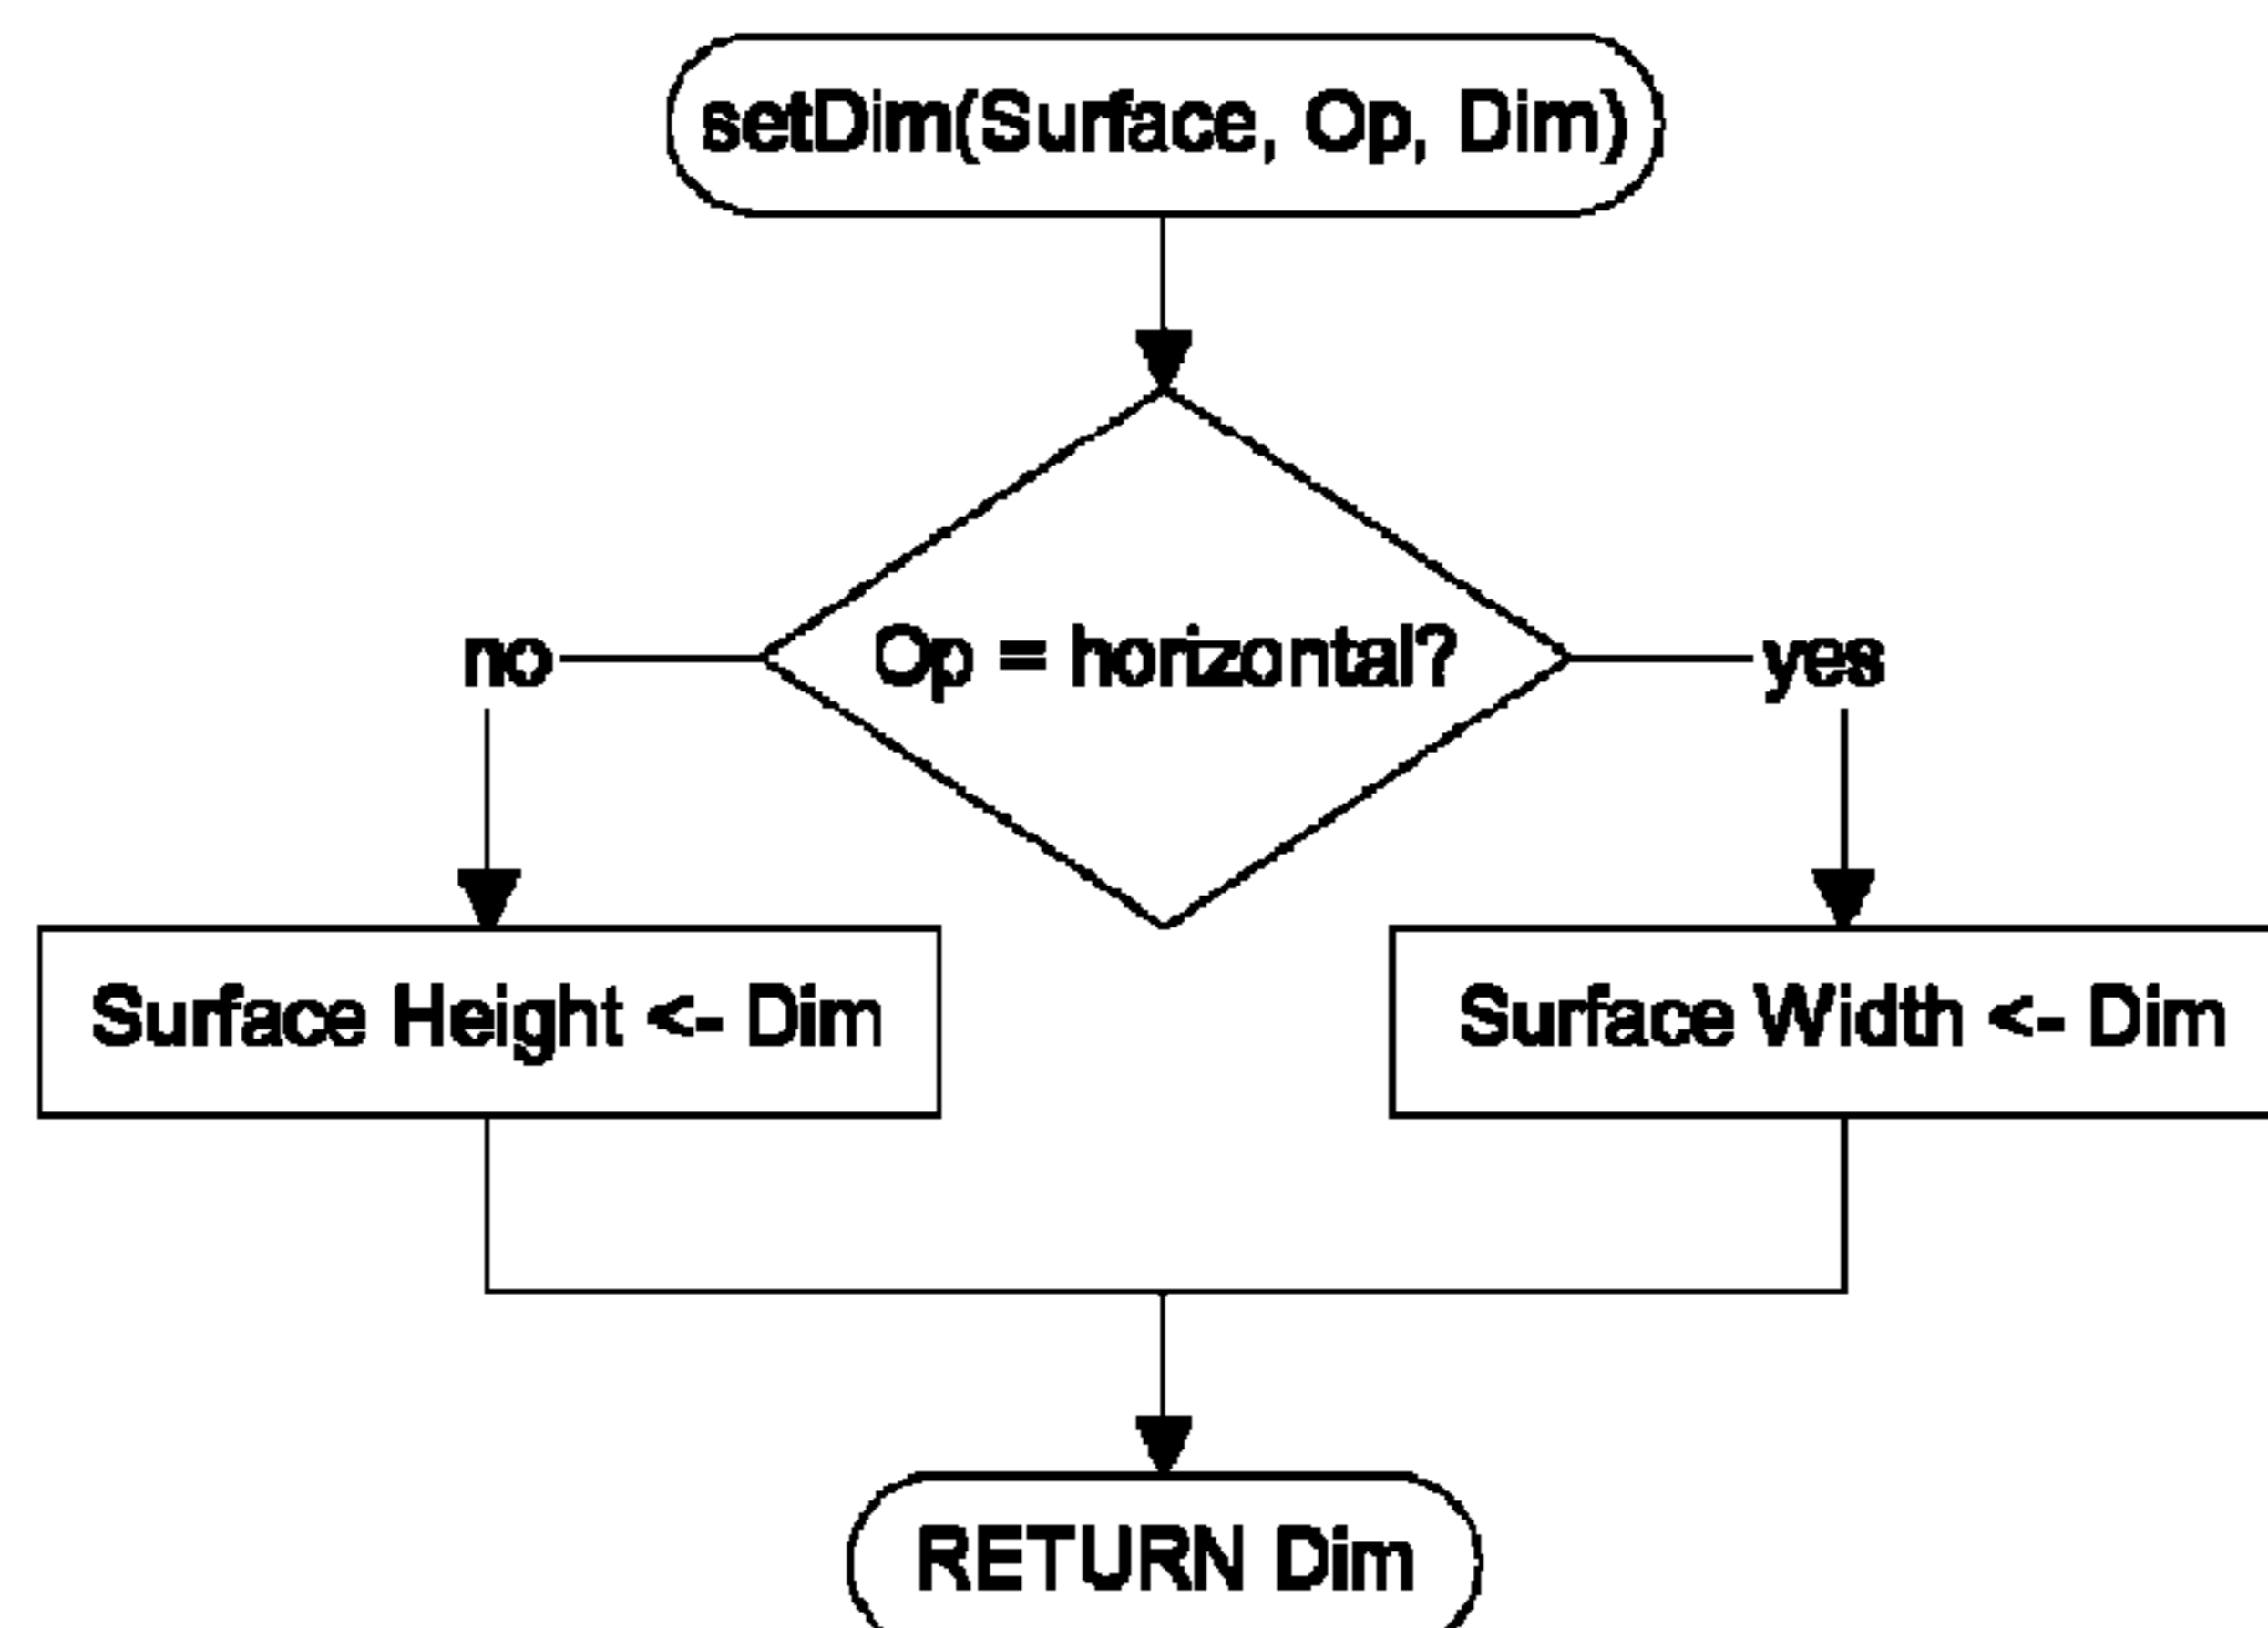 setDim(Surface, Op, Dim)
Op = horizontal?
no
yes
Surface Height <- Dim
Surface Width <- Dim
RETURN Dim